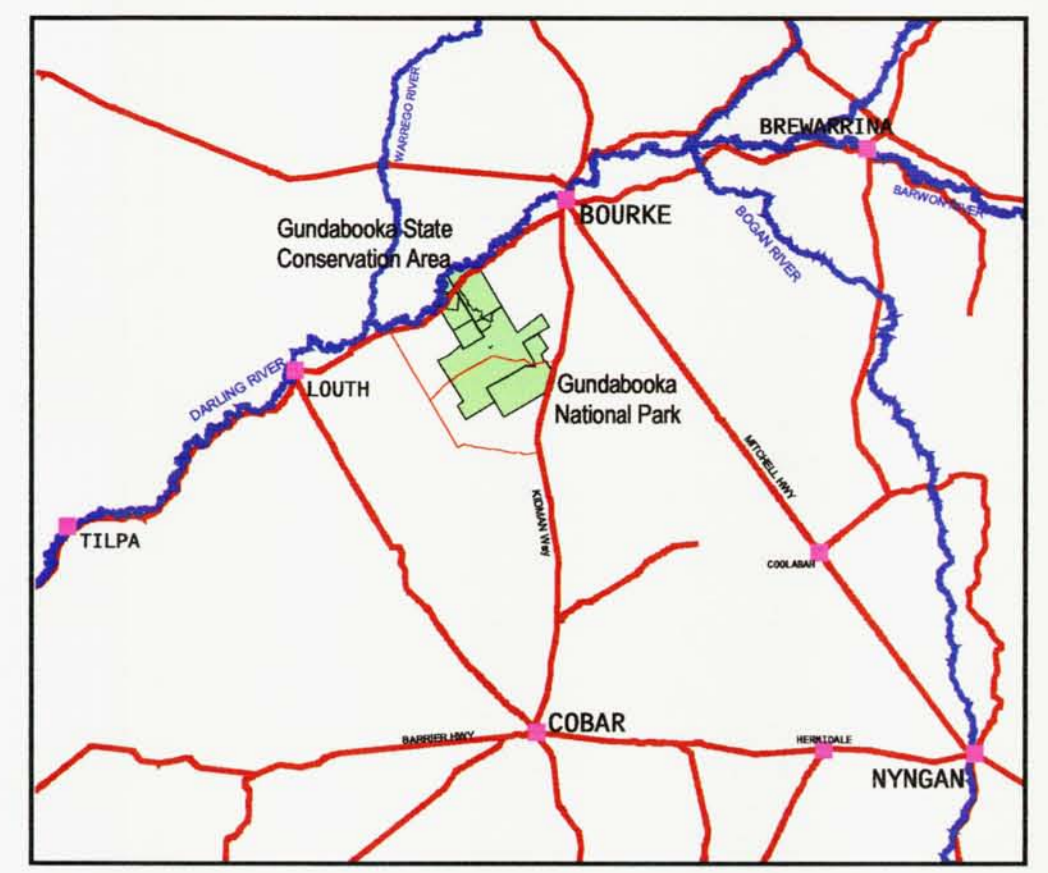 WARREGO RIVER
BREWARRINA
BARWON RIVER
BOURKE
BOGAN RIVER
Gundabooka State
Conservation Area
DARLING RIVER
LOUTH
Gundabooka
National Park
MITCHELL HWY
KIDMAN Way
TILPA
COOLABAH
COBAR
BARRIER HWY
HERMIDALE
NYNGAN